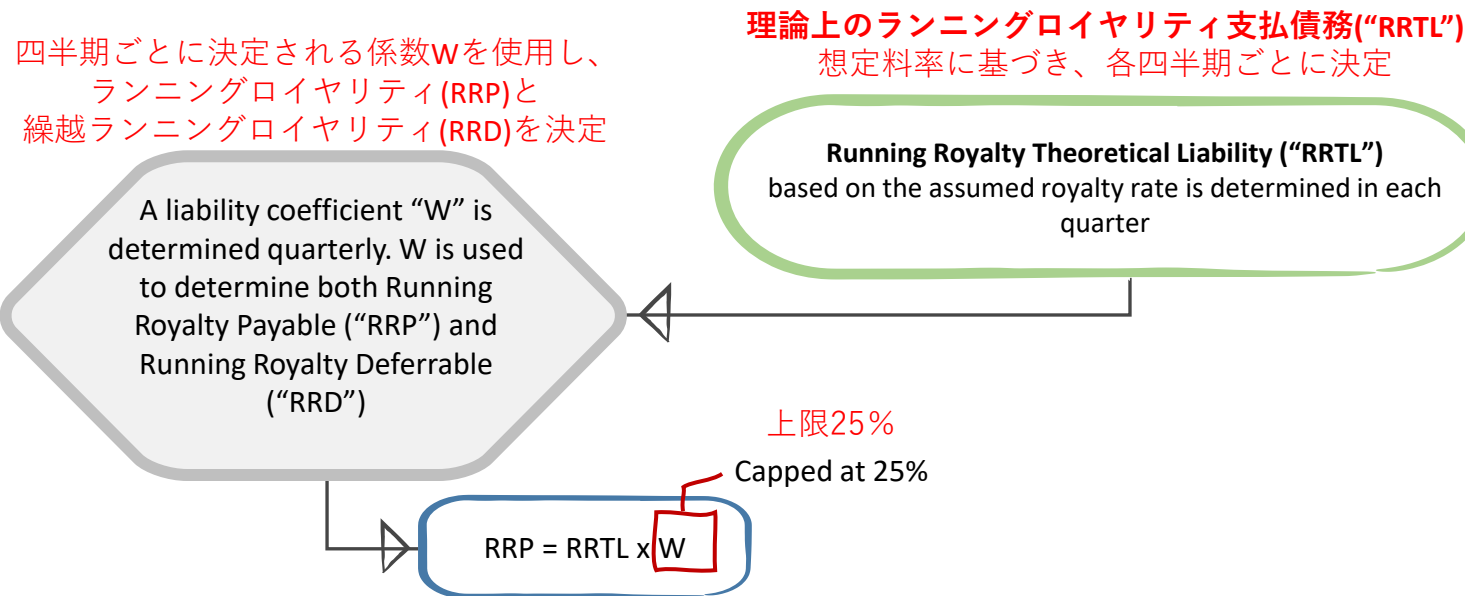 四半期ごとに決定される係数Wを使用し、
ランニングロイヤリティ(RRP)と
繰越ランニングロイヤリティ(RRD)を決定
理論上のランニングロイヤリティ支払債務(“RRTL”)
想定料率に基づき、各四半期ごとに決定
Running Royalty Theoretical Liability (“RRTL”)
based on the assumed royalty rate is determined in each
quarter
A liability coefficient “W” is
determined quarterly. W is used
to determine both Running
Royalty Payable (“RRP”) and
Running Royalty Deferrable
(“RRD”)
上限25%
Capped at 25%
RRP = RRTL x W